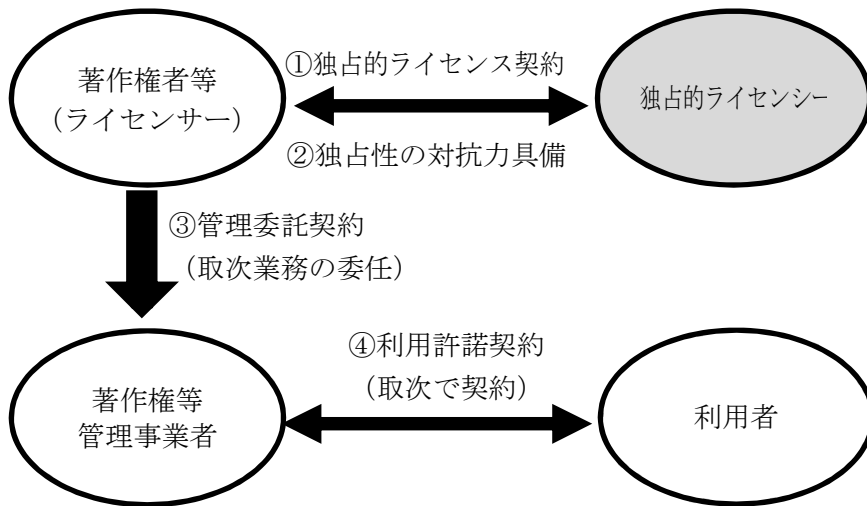 著作権者等
（ライセンサー）
①独占的ライセンス契約
②独占性の対抗力具備
独占的ライセンシー
③管理委託契約
（取次業務の委任）
著作権等
管理事業者
④利用許諾契約
（取次で契約）
利用者